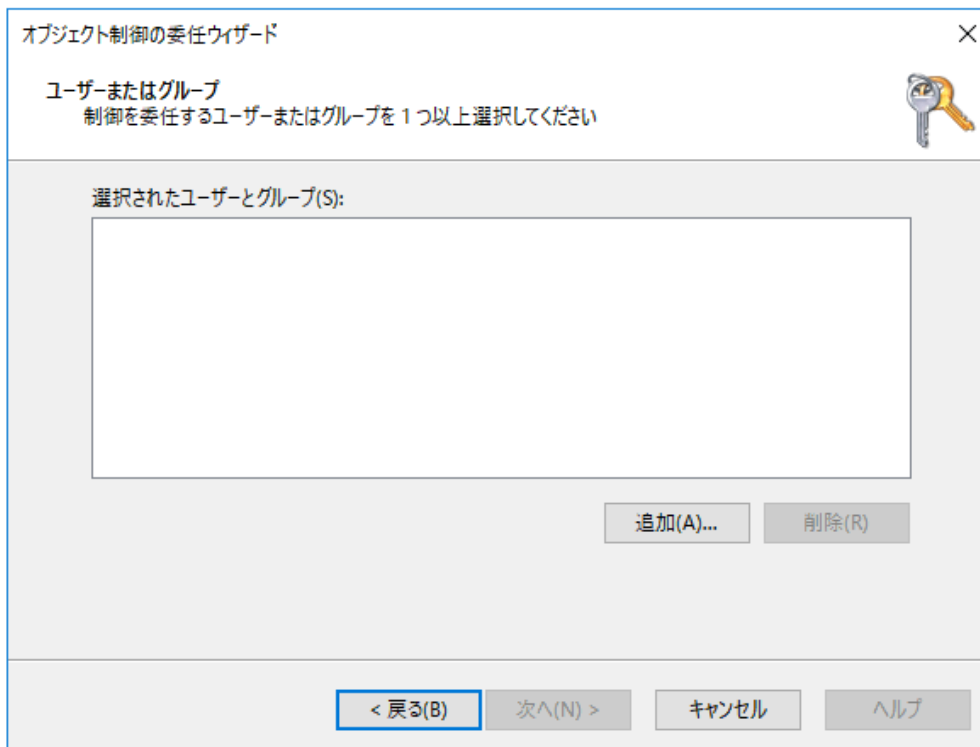 オブジェクト制御の委任ウィザード
ユーザーまたはグループ
制御を委任するユーザーまたはグループを 1 つ以上選択してください
選択されたユーザーとグループ(S):
追加(A)... 削除(R)
< 戻る(B) 次へ(N) > キャンセル ヘルプ